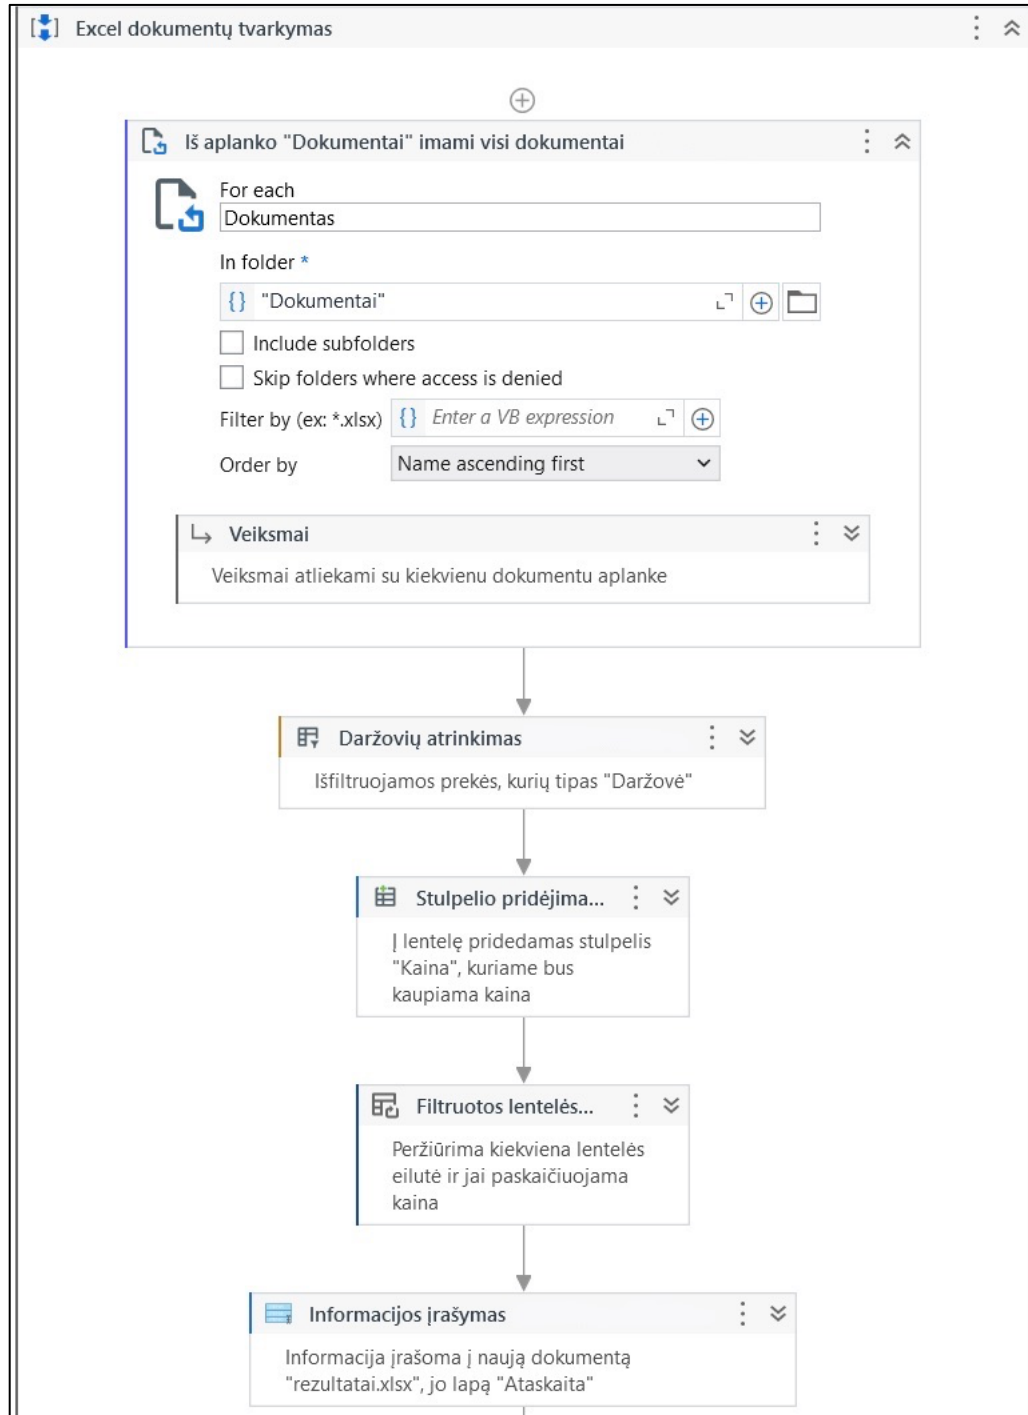 Excel dokumentų tvarkymas
Iš aplanko "Dokumentai" imami visi dokumentai
For each
Dokumentas
In folder *
"Dokumentai"
Include subfolders
Skip folders where access is denied
Filter by (ex: *.xlsx) {} Enter a VB expression
Order by Name ascending first
Veiksmai
Veiksmai atliekami su kiekvienu dokumentu aplanke
Daržovių atrinkimas
Išfiltruojamos prekės, kurių tipas "Daržovė"
Stulpelio pridėjima...
Į lentelę pridedamas stulpelis
"Kaina", kuriame bus
kaupiama kaina
Filtruotos lentelės...
Peržiūrima kiekviena lentelės
eilutė ir jai paskaičiuojama
kaina
Informacijos įrašymas
Informacija įrašoma į naują dokumentą
"rezultatai.xlsx", jo lapą "Ataskaita"